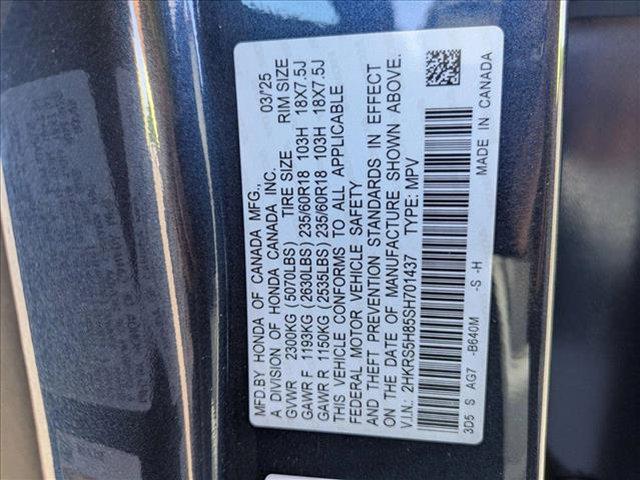 MFD.BY HONDA OF CANADA MFG., 03/25
A DIVISION OF HONDA CANADA INC.
GVWR 2300KG (5070LBS) TIRE SIZE RIM SIZE
GAWR F 1193KG (2630LBS) 235/60R18 103H 18X7.5J
GAWR R 1150KG (2535LBS) 235/60R18 103H 18X7.5J
THIS VEHICLE CONFORMS TO ALL APPLICABLE
FEDERAL MOTOR VEHICLE SAFETY
AND THEFT PREVENTION STANDARDS IN EFFECT
ON THE DATE OF MANUFACTURE SHOWN ABOVE.
V.I.N.: 2HKRS5H85SH701437 TYPE: MPV
3D5 S AG7 -B640M -S -H
MADE IN CANADA